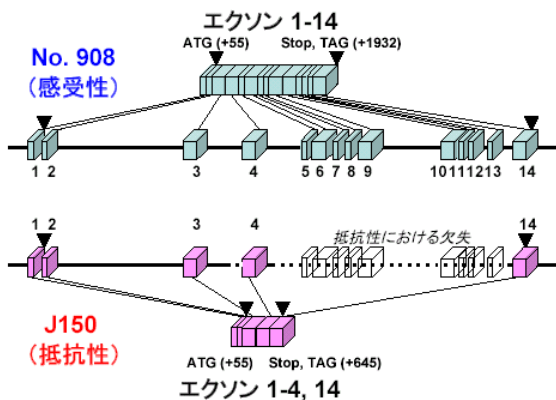 エクソン 1-14
ATG (+55) Stop, TAG (+1932)
No. 908
（感受性）
1 2 3 4 5 6 7 8 9 10 11 12 13 14
1 2 3 4 14
抵抗性における欠失
J150
（抵抗性）
ATG (+55) Stop, TAG (+645)
エクソン 1-4, 14